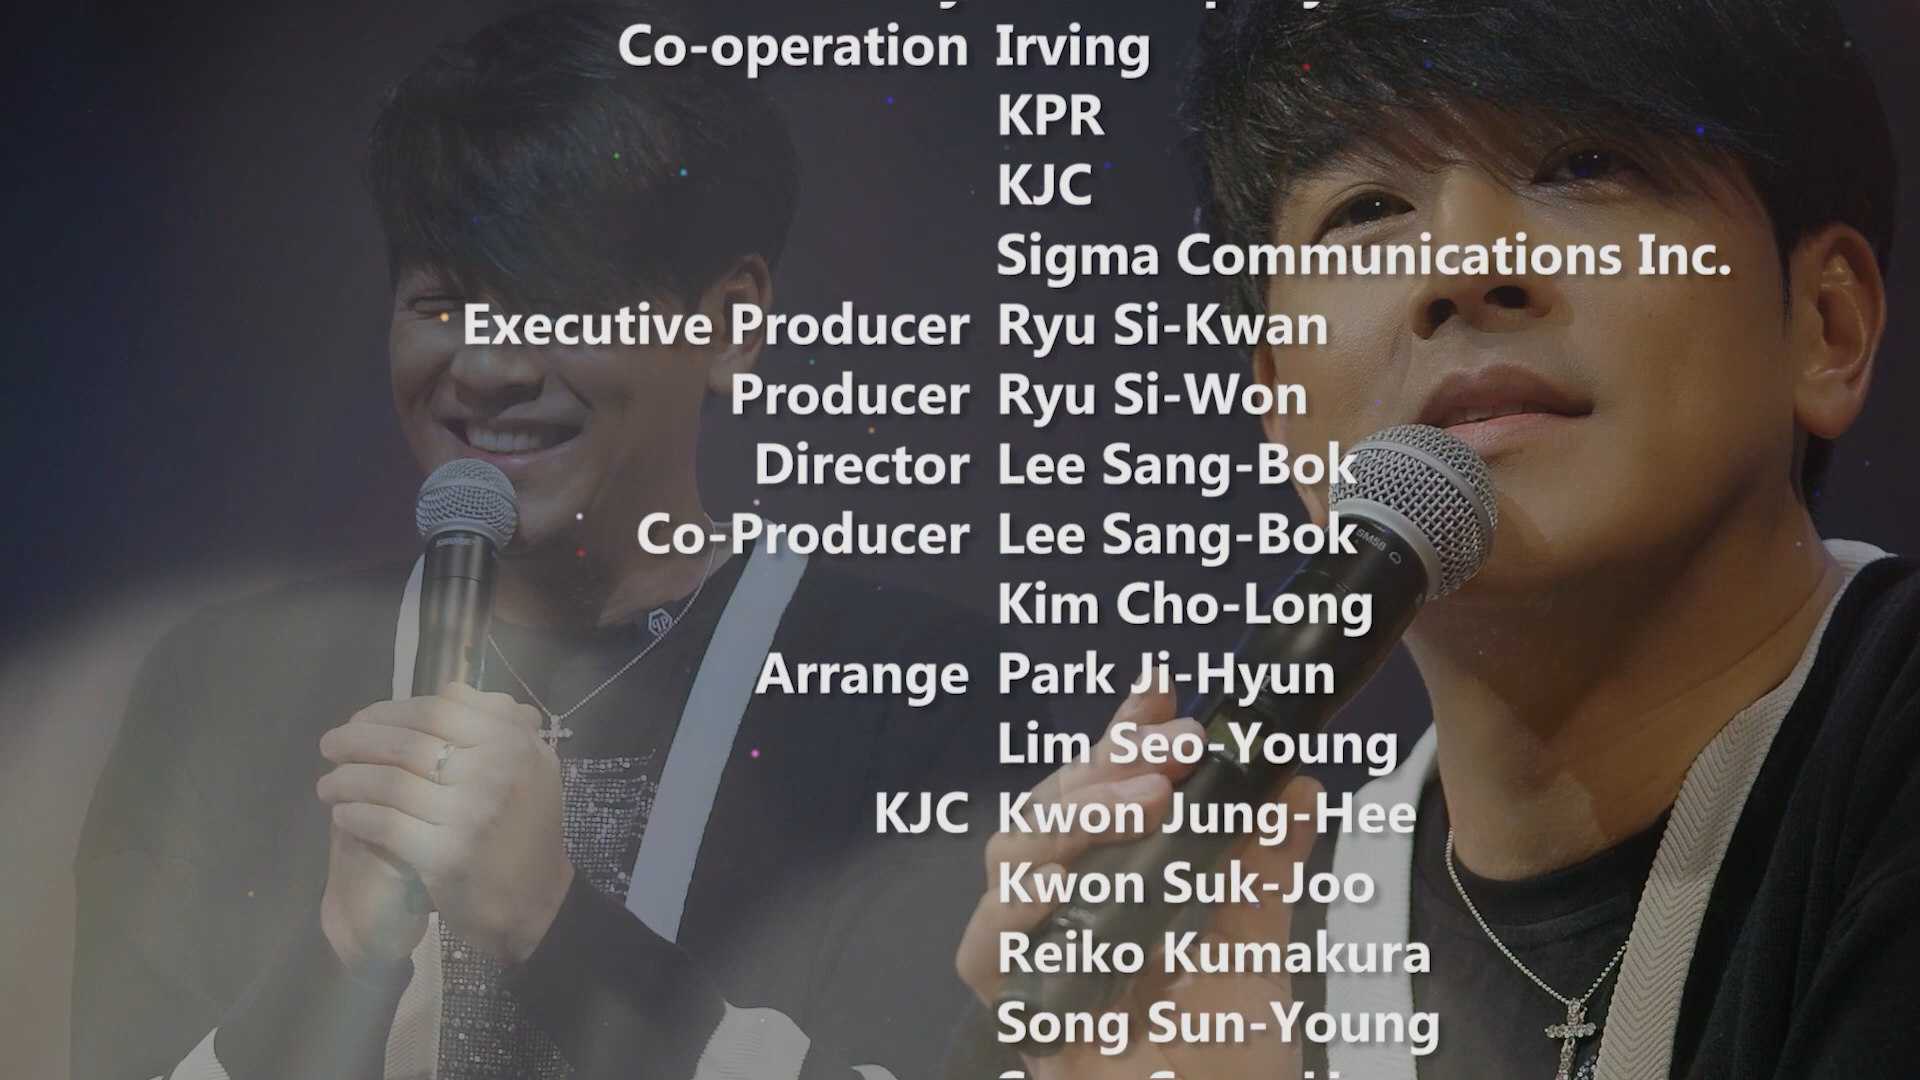 Co-operation Irving
KPR
KJC
Sigma Communications Inc.
Executive Producer Ryu Si-Kwan
Producer Ryu Si-Won
Director Lee Sang-Bok
Co-Producer Lee Sang-Bok
Kim Cho-Long
Arrange Park Ji-Hyun
Lim Seo-Young
KJC Kwon Jung-Hee
Kwon Suk-Joo
Reiko Kumakura
Song Sun-Young
SM58